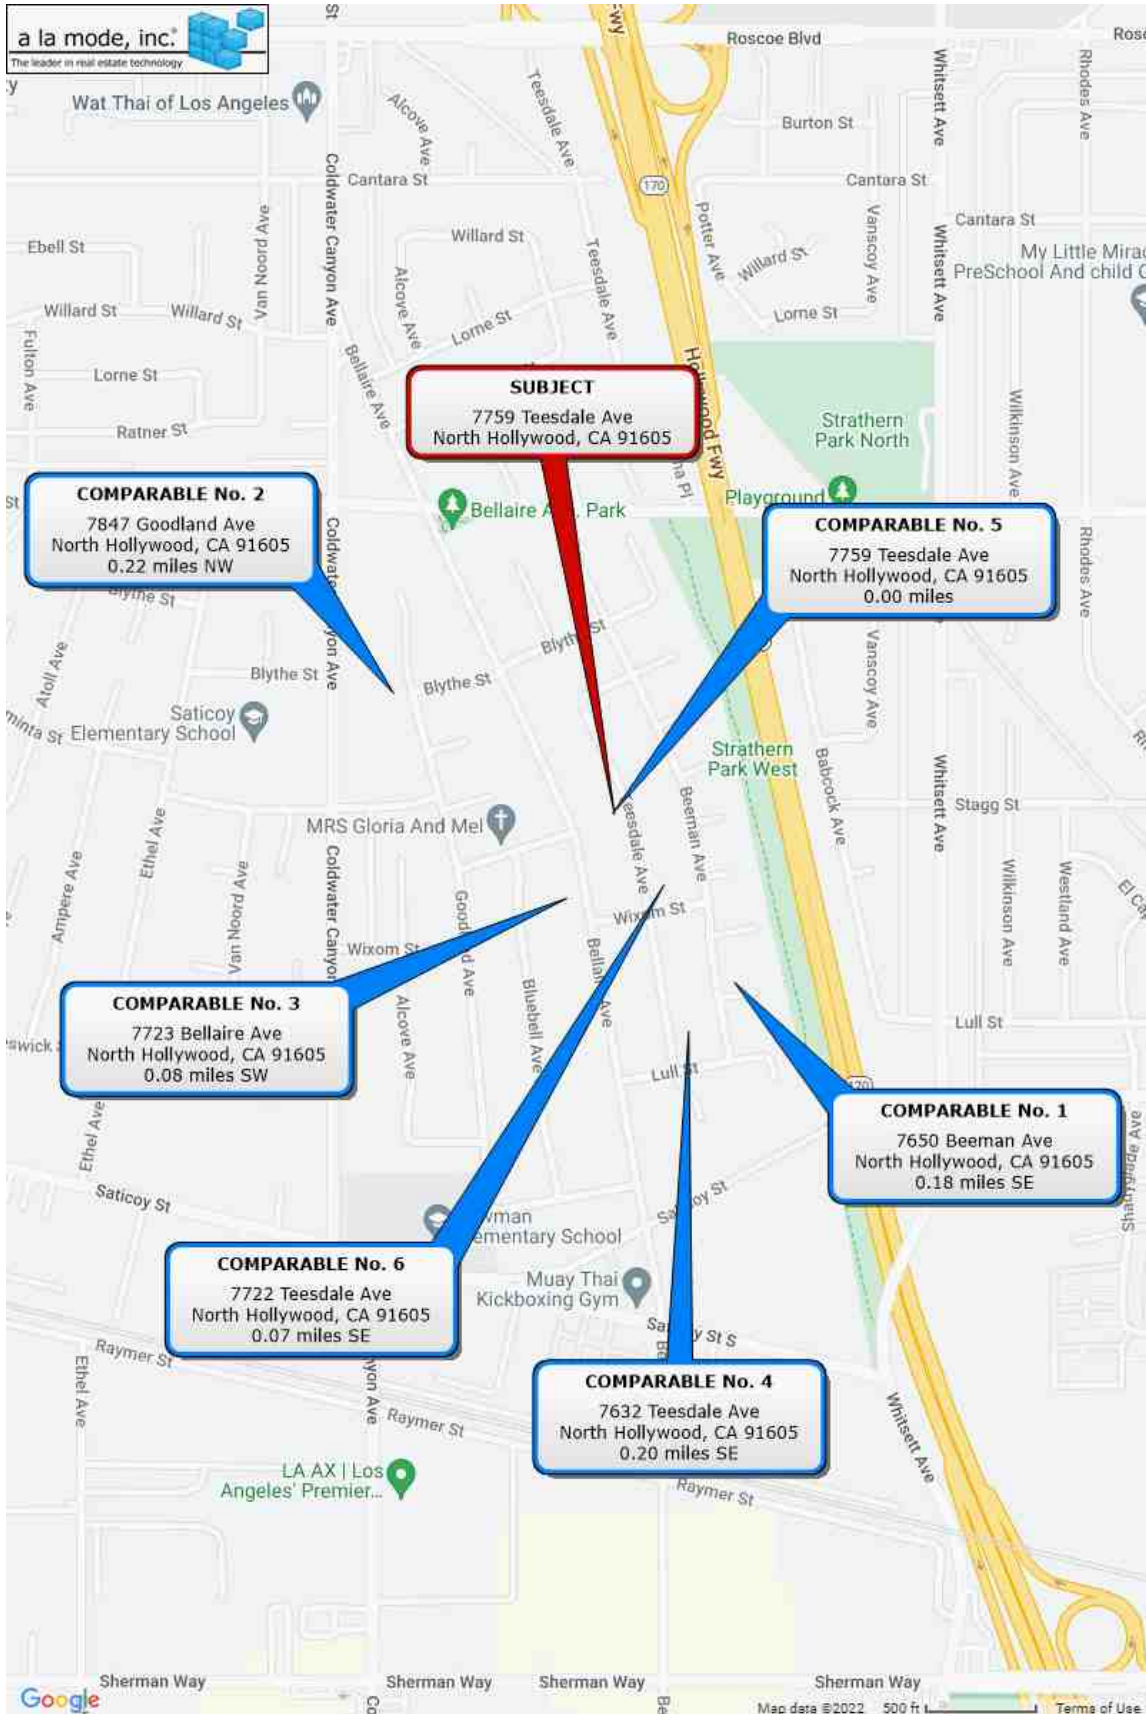 a la mode, inc.®
The leader in real estate technology
St
Fwy
Roscoe Blvd
Wat Thai of Los Angeles
Alcove Ave
Teesdale Ave
Burton St
Whitsett Ave
Rhodes Ave
Coldwater Canyon Ave
Cantara St
170
Cantara St
Potter Ave
Vanscoy Ave
Cantara St
Van Noord Ave
Ebell St
Willard St
Teesdale Ave
Willard St
Whitsett Ave
PreSchool And child
Willard St
Willard St
Alcove Ave
Lorne St
Lorne St
Fulton Ave
Bellaire Ave
Lorne St
Wilkinson Ave
Ratner St
Strathern
Park North
SUBJECT
7759 Teesdale Ave
North Hollywood, CA 91605
Bellaire
Park
Playground
COMPARABLE No. 2
7847 Goodland Ave
North Hollywood, CA 91605
0.22 miles NW
COMPARABLE No. 5
7759 Teesdale Ave
North Hollywood, CA 91605
0.00 miles
Rhodes Ave
Blythe St
Atoll Ave
Blythe St
Blythe St
Blythe St
Vanscoy Ave
Saticoy
Elementary School
Strathern
Park West
Babcock Ave
Whitsett Ave
Stagg St
MRS Gloria And Mel
Teesdale Ave
Beeman Ave
Ampere Ave
Ethel Ave
Van Noord Ave
Coldwater Canyon
Wixom St
Wixom St
Bluebell Ave
Alcove Ave
Wilkinson Ave
Westland Ave
Lull St
Lull St
COMPARABLE No. 3
7723 Bellaire Ave
North Hollywood, CA 91605
0.08 miles SW
COMPARABLE No. 1
7650 Beeman Ave
North Hollywood, CA 91605
0.18 miles SE
Ethel Ave
Saticoy St
Elementary School
COMPARABLE No. 6
7722 Teesdale Ave
North Hollywood, CA 91605
0.07 miles SE
Muay Thai
Kickboxing Gym
COMPARABLE No. 4
7632 Teesdale Ave
North Hollywood, CA 91605
0.20 miles SE
Raymer St
Ethel Ave
Raymer St
Raymer St
Whitsett Ave
LA AX | Los
Angeles' Premier...
Sherman Way
Sherman Way
Sherman Way
Sherman Way
Google
Map data ©2022
500 ft
Terms of Use